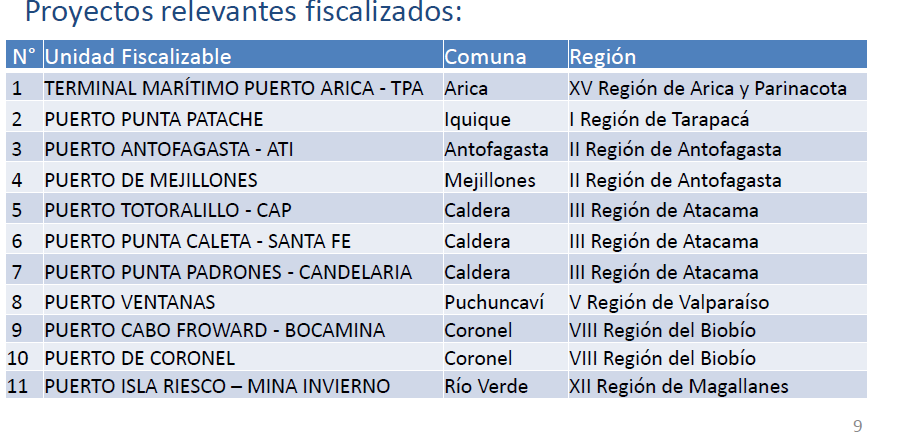 Proyectos relevantes fiscalizados:
N° Unidad Fiscalizable Comuna Región
1 TERMINAL MARÍTIMO PUERTO ARICA - TPA Arica XV Región de Arica y Parinacota
2 PUERTO PUNTA PATACHE Iquique I Región de Tarapacá
3 PUERTO ANTOFAGASTA - ATI Antofagasta II Región de Antofagasta
4 PUERTO DE MEJILLONES Mejillones II Región de Antofagasta
5 PUERTO TOTORALILLO - CAP Caldera III Región de Atacama
6 PUERTO PUNTA CALETA - SANTA FE Caldera III Región de Atacama
7 PUERTO PUNTA PADRONES - CANDELARIA Caldera III Región de Atacama
8 PUERTO VENTANAS Puchuncaví V Región de Valparaíso
9 PUERTO CABO FROWARD - BOCAMINA Coronel VIII Región del Biobío
10 PUERTO DE CORONEL Coronel VIII Región del Biobío
11 PUERTO ISLA RIESCO – MINA INVIERNO Río Verde XII Región de Magallanes
9